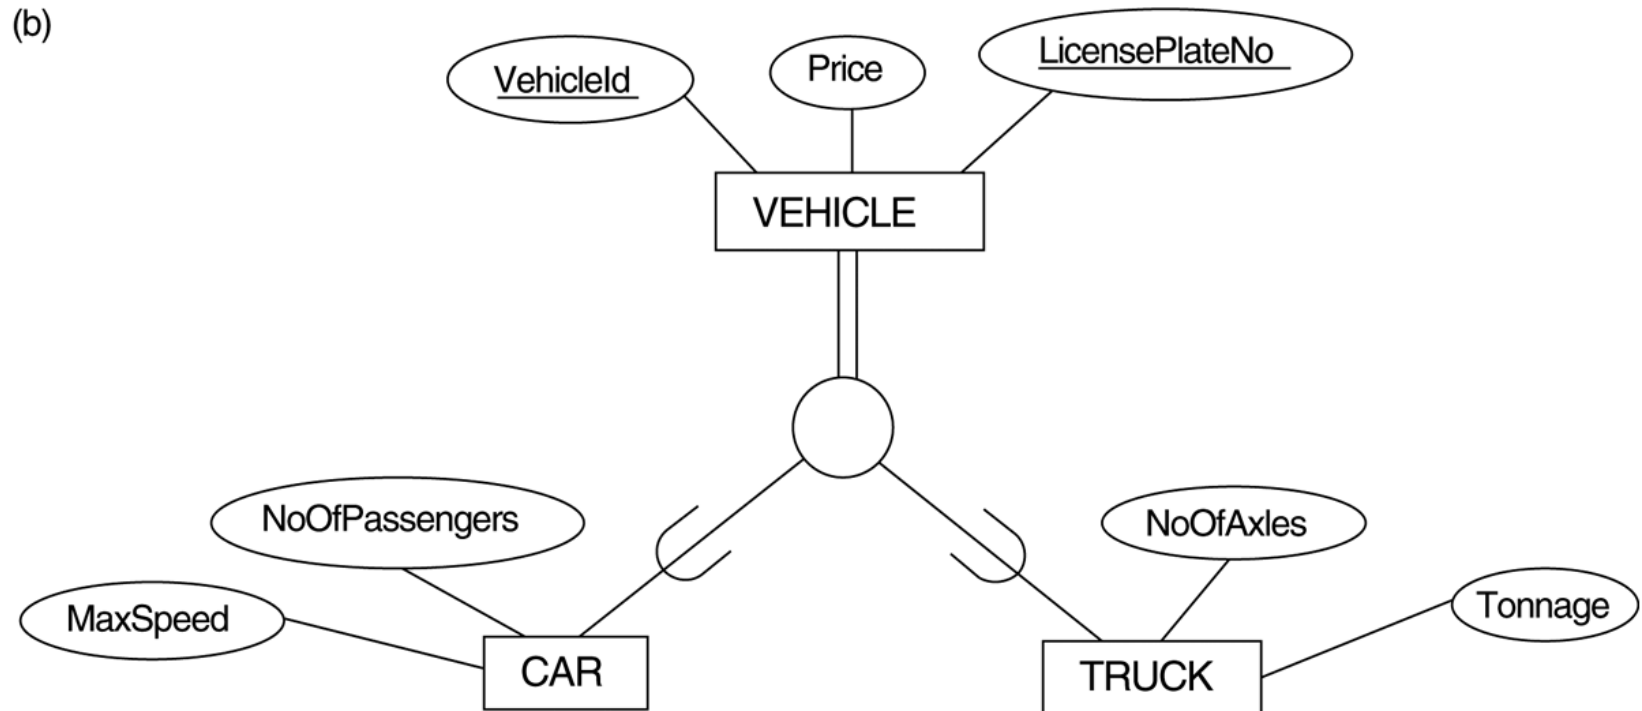 (b)
VehicleId
Price
LicensePlateNo
VEHICLE
NoOfPassengers
NoOfAxles
MaxSpeed
Tonnage
CAR
TRUCK